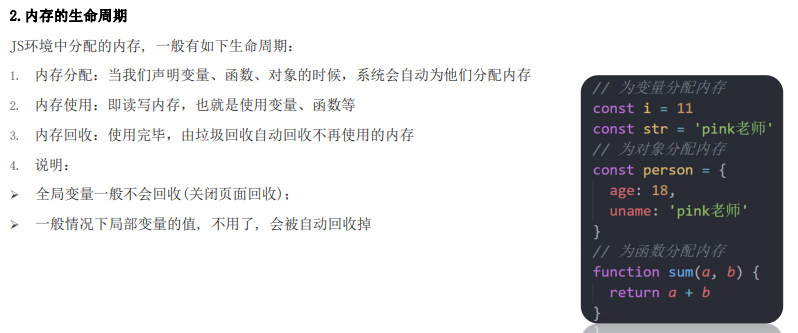 2.内存的生命周期
JS环境中分配的内存, 一般有如下生命周期：
1. 内存分配：当我们声明变量、函数、对象的时候，系统会自动为他们分配内存
2. 内存使用：即读写内存，也就是使用变量、函数等
3. 内存回收：使用完毕，由垃圾回收自动回收不再使用的内存
4. 说明：
➢ 全局变量一般不会回收(关闭页面回收)；
➢ 一般情况下局部变量的值, 不用了, 会被自动回收掉
// 为变量分配内存
const i = 11
const str = 'pink老师'
// 为对象分配内存
const person = {
  age: 18,
  uname: 'pink老师'
}
// 为函数分配内存
function sum(a, b) {
  return a + b
}